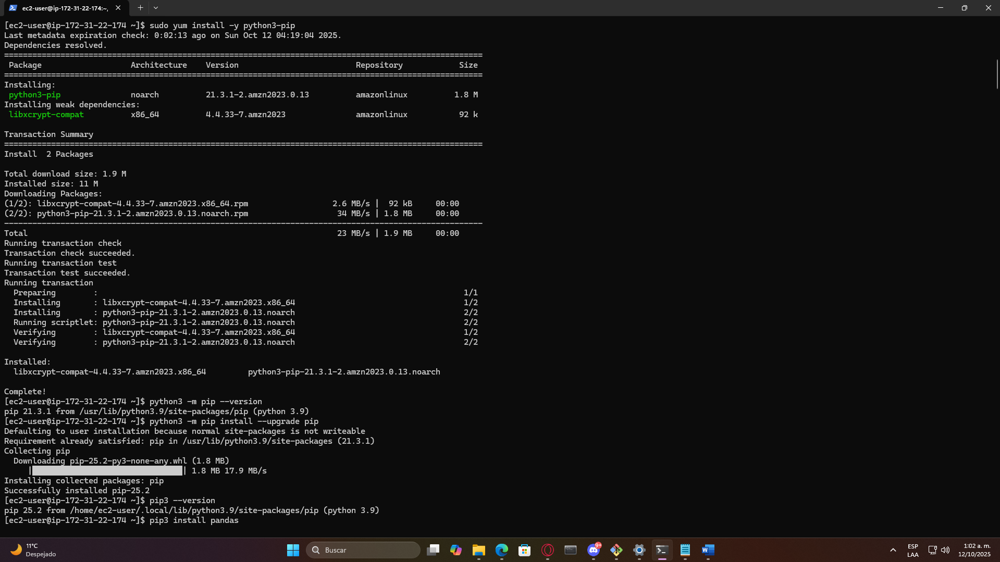 ec2-user@ip-172-31-22-174:~,
[ec2-user@ip-172-31-22-174 ~]$ sudo yum install -y python3-pip
Last metadata expiration check: 0:02:13 ago on Sun Oct 12 04:19:04 2025.
Dependencies resolved.
================================================================================
Package Architecture Version Repository Size
================================================================================
Installing:
python3-pip noarch 21.3.1-2.amzn2023.0.13 amazonlinux 1.8 M
Installing weak dependencies:
libxcrypt-compat x86_64 4.4.33-7.amzn2023 amazonlinux 92 k
Transaction Summary
================================================================================
Install 2 Packages
Total download size: 1.9 M
Installed size: 11 M
Downloading Packages:
(1/2): libxcrypt-compat-4.4.33-7.amzn2023.x86_64.rpm 2.6 MB/s | 92 kB 00:00
(2/2): python3-pip-21.3.1-2.amzn2023.0.13.noarch.rpm 34 MB/s | 1.8 MB 00:00
--------------------------------------------------------------------------------
Total 23 MB/s | 1.9 MB 00:00
Running transaction check
Transaction check succeeded.
Running transaction test
Transaction test succeeded.
Running transaction
Preparing : 1/1
Installing : libxcrypt-compat-4.4.33-7.amzn2023.x86_64 1/2
Installing : python3-pip-21.3.1-2.amzn2023.0.13.noarch 2/2
Running scriptlet: python3-pip-21.3.1-2.amzn2023.0.13.noarch 2/2
Verifying : libxcrypt-compat-4.4.33-7.amzn2023.x86_64 1/2
Verifying : python3-pip-21.3.1-2.amzn2023.0.13.noarch 2/2
Installed:
libxcrypt-compat-4.4.33-7.amzn2023.x86_64 python3-pip-21.3.1-2.amzn2023.0.13.noarch
Complete!
[ec2-user@ip-172-31-22-174 ~]$ python3 -m pip --version
pip 21.3.1 from /usr/lib/python3.9/site-packages/pip (python 3.9)
[ec2-user@ip-172-31-22-174 ~]$ python3 -m pip install --upgrade pip
Defaulting to user installation because normal site-packages is not writeable
Requirement already satisfied: pip in /usr/lib/python3.9/site-packages (21.3.1)
Collecting pip
Downloading pip-25.2-py3-none-any.whl (1.8 MB)
| | 1.8 MB 17.9 MB/s
Installing collected packages: pip
Successfully installed pip-25.2
[ec2-user@ip-172-31-22-174 ~]$ pip3 --version
pip 25.2 from /home/ec2-user/.local/lib/python3.9/site-packages/pip (python 3.9)
[ec2-user@ip-172-31-22-174 ~]$ pip3 install pandas
11°C
Despejado
Buscar
9+
ESP
LAA
1:02 a. m.
12/10/2025